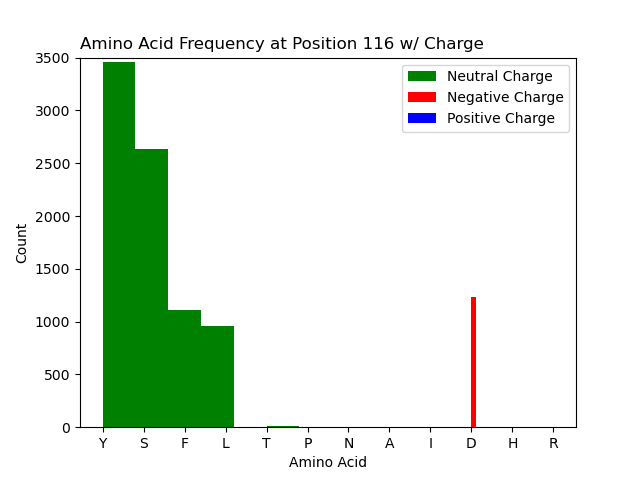 Amino Acid Frequency at Position 116 w/ Charge
3500
3000
2500
2000
1500
1000
500
0
Count
Neutral Charge
Negative Charge
Positive Charge
Y S F L T P N A I D H R
Amino Acid